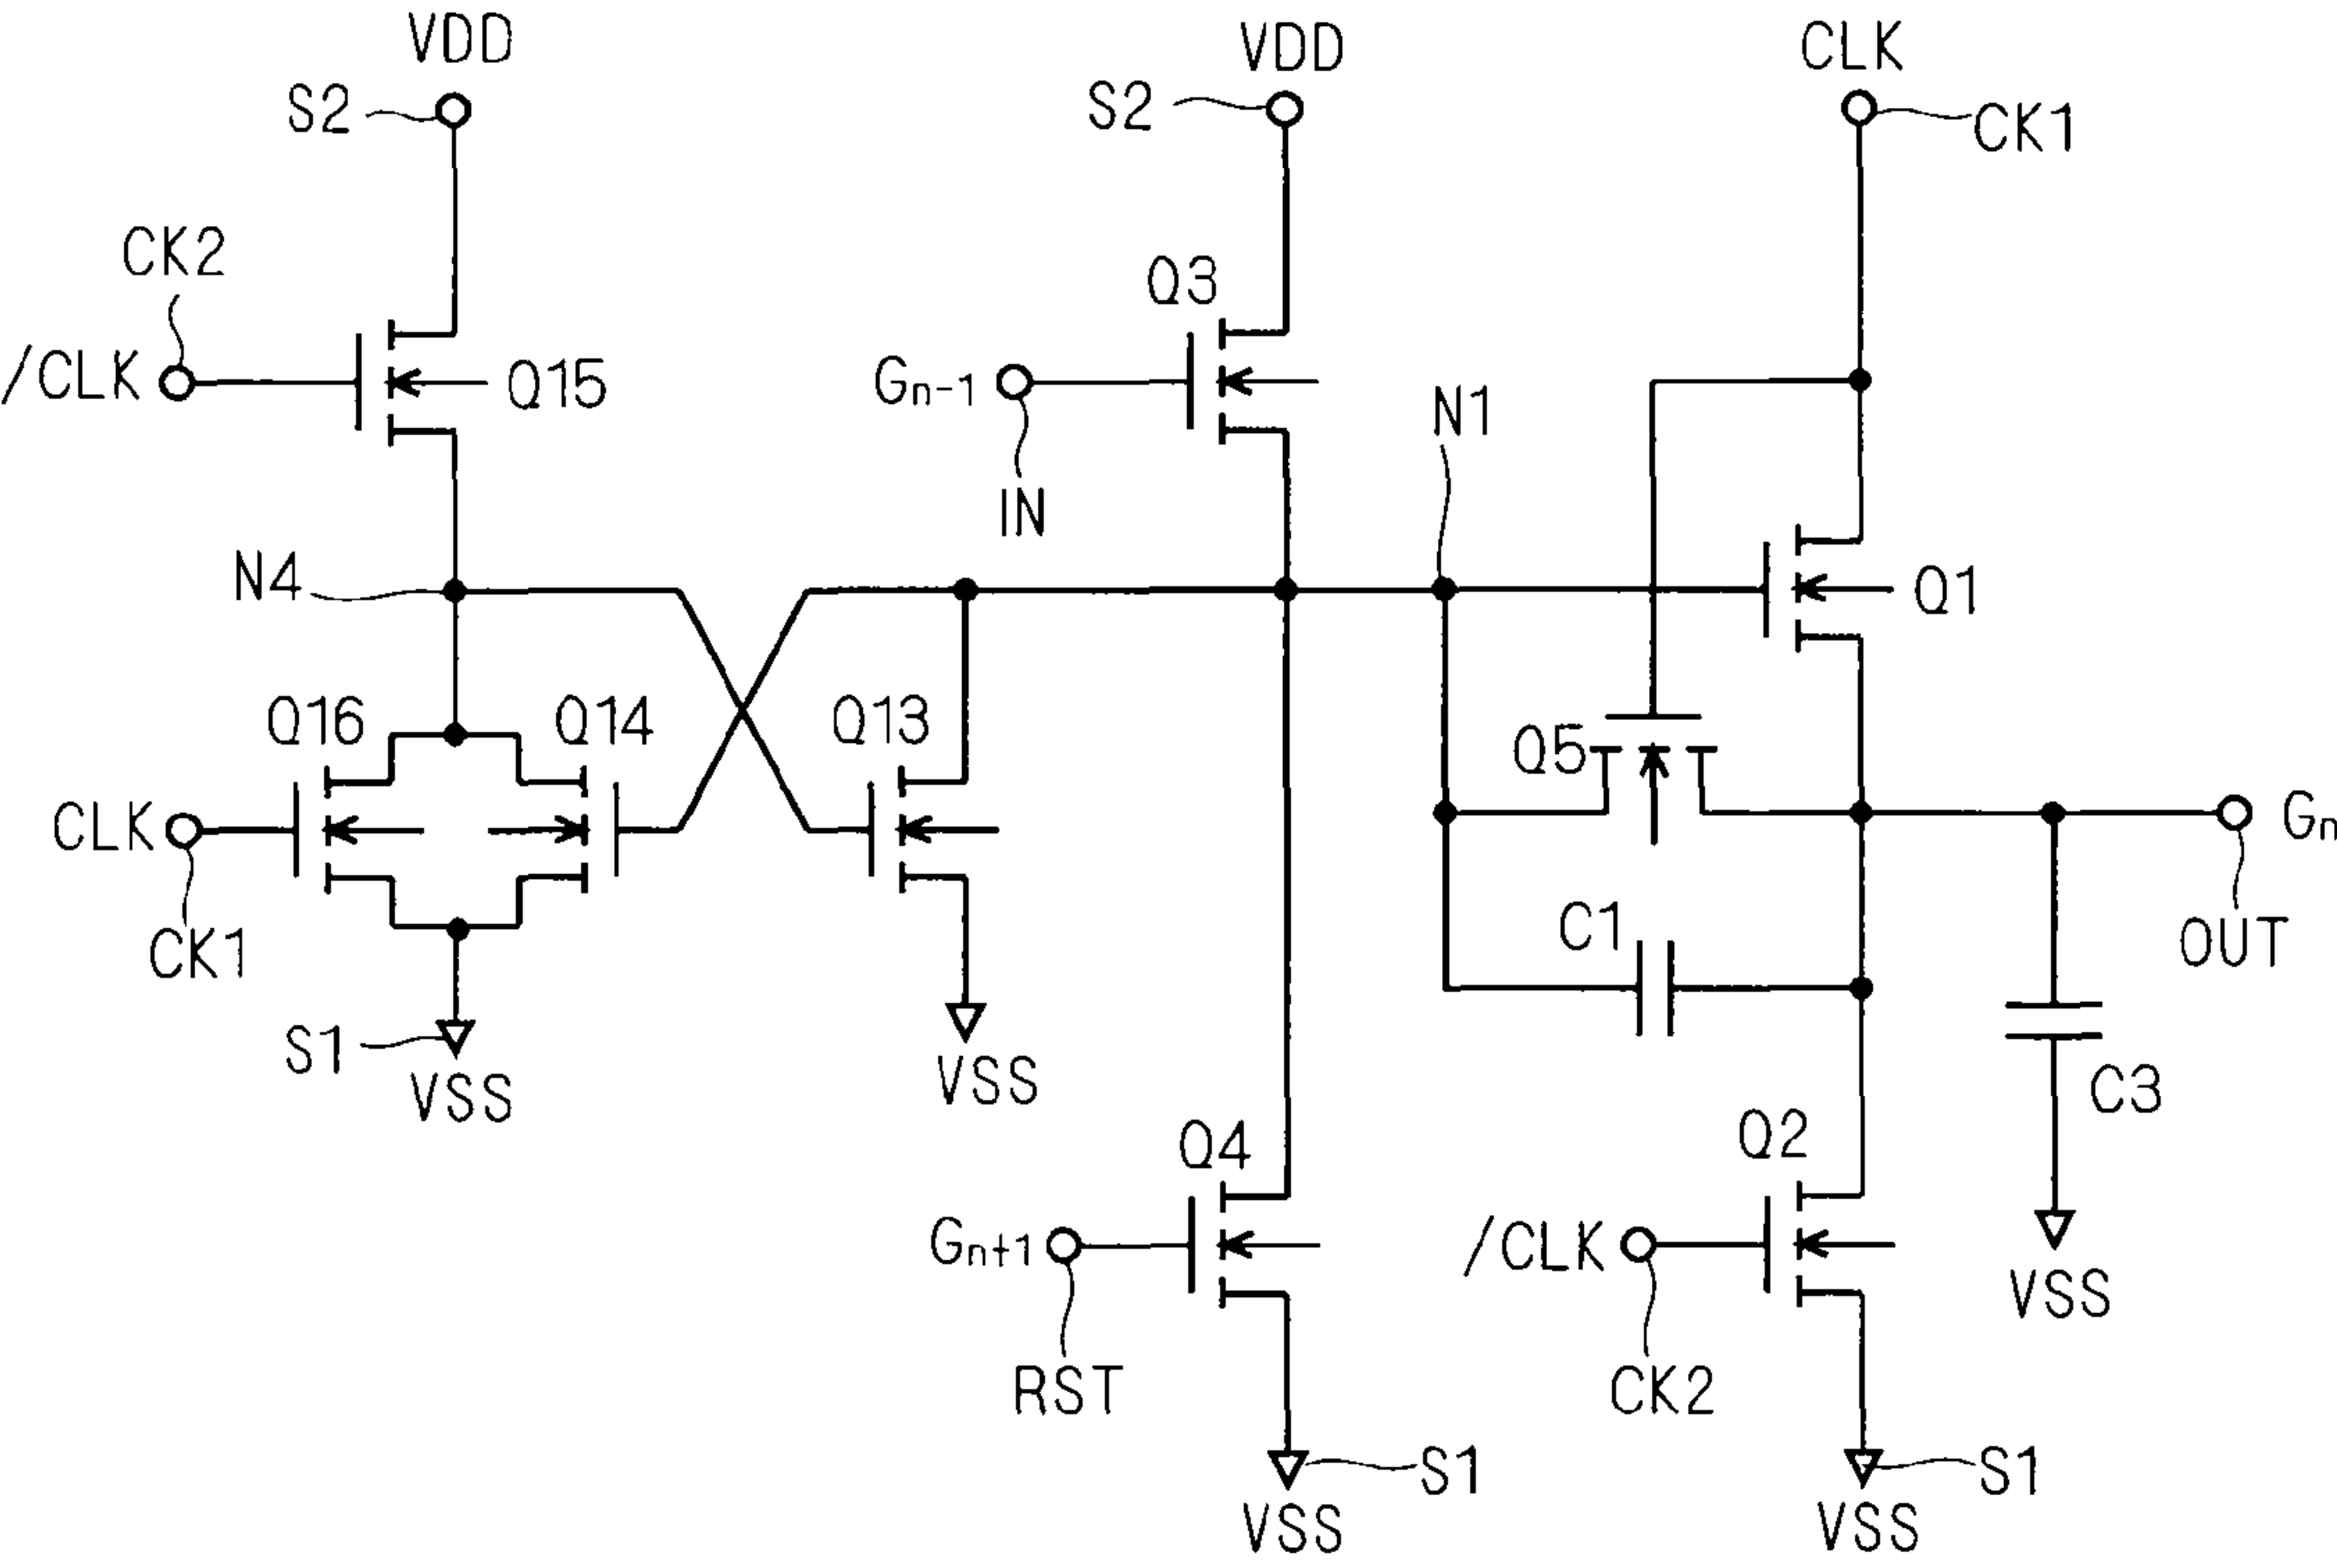 VDD
VDD
CLK
S2
S2
CK1
CK2
Q3
/CLK
Q15
Gn-1
N1
IN
N4
Q1
Q16
Q14
Q13
Q5
CLK
Gn
C1
CK1
OUT
S1
VSS
VSS
C3
Q4
Q2
Gn+1
/CLK
VSS
RST
CK2
S1
S1
VSS
VSS